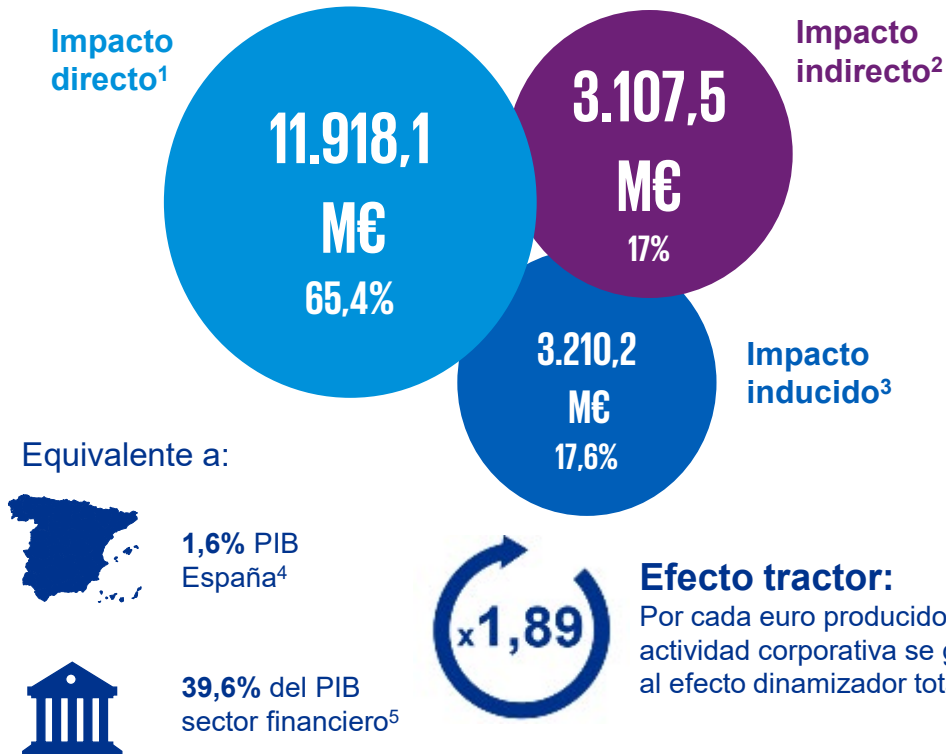 Impacto
directo¹
11.918,1
M€
65,4%
Impacto
indirecto²
3.107,5
M€
17%
3.210,2
M€
17,6%
Impacto
inducido³
Equivalente a:
1,6% PIB
España⁴
39,6% del PIB
sector financiero⁵
x1,89
Efecto tractor:
Por cada euro producido
actividad corporativa se
al efecto dinamizador